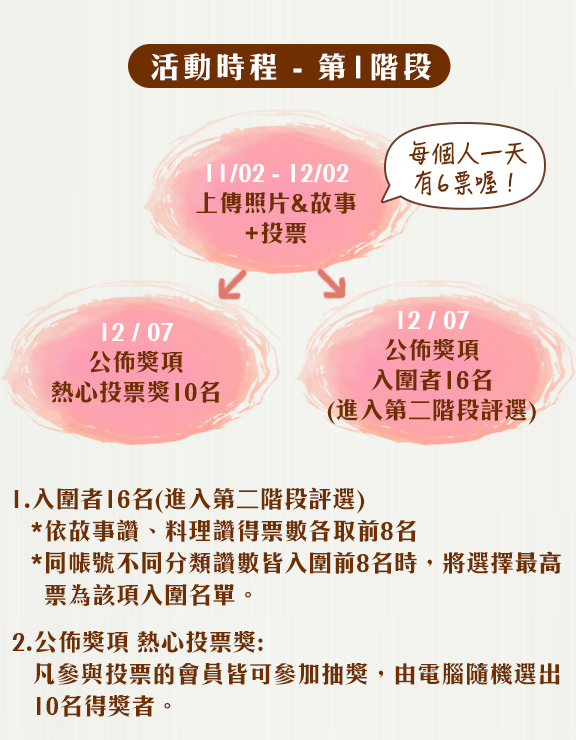 活動時程 - 第1階段
每個人一天
有6票喔！
11/02 - 12/02
上傳照片&故事
+投票
12 / 07
公佈獎項
熱心投票獎10名
12 / 07
公佈獎項
入圍者16名
(進入第二階段評選)
1.入圍者16名(進入第二階段評選)
*依故事讚、料理讚得票數各取前8名
*同帳號不同分類讚數皆入圍前8名時，將選擇最高
票為該項入圍名單。
2.公佈獎項 熱心投票獎:
凡參與投票的會員皆可參加抽獎，由電腦隨機選出
10名得獎者。